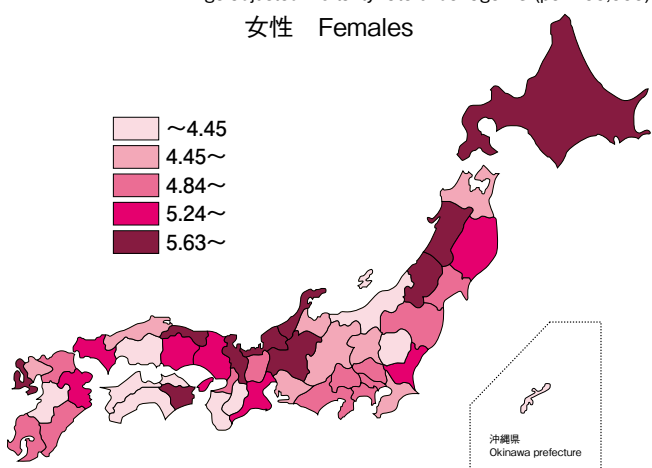 女性　Females
～4.45
4.45～
4.84～
5.24～
5.63～
沖縄県
Okinawa prefecture